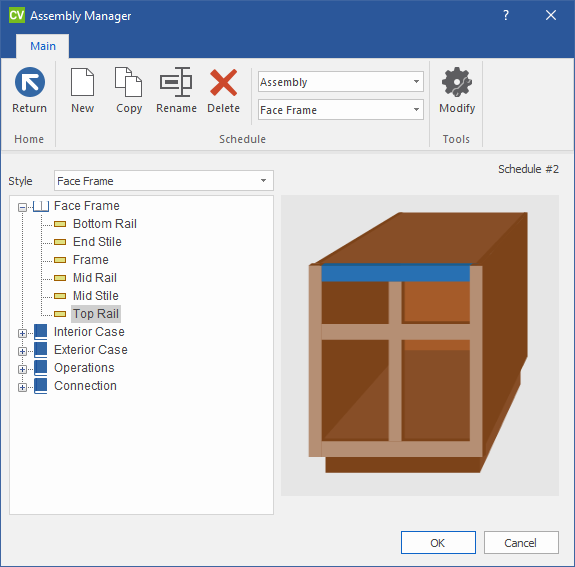 CV Assembly Manager ?
Main
Return New Copy Rename Delete Assembly Face Frame Modify
Home Schedule Tools
Schedule #2
Style Face Frame
Face Frame
Bottom Rail
End Stile
Frame
Mid Rail
Mid Stile
Top Rail
Interior Case
Exterior Case
Operations
Connection
OK Cancel